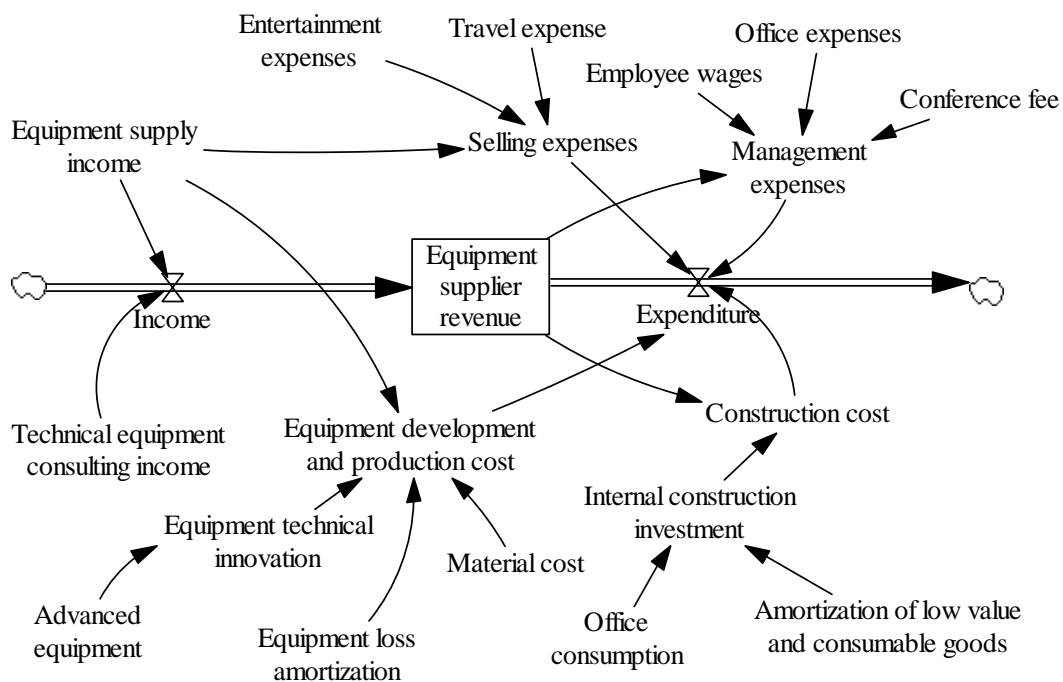 Entertainment
expenses
Travel expense
Office expenses
Employee wages
Conference fee
Equipment supply
income
Selling expenses
Management
expenses
Equipment
supplier
revenue
Income
Expenditure
Technical equipment
consulting income
Equipment development
and production cost
Construction cost
Internal construction
investment
Equipment technical
innovation
Material cost
Advanced
equipment
Equipment loss
amortization
Office
consumption
Amortization of low value
and consumable goods